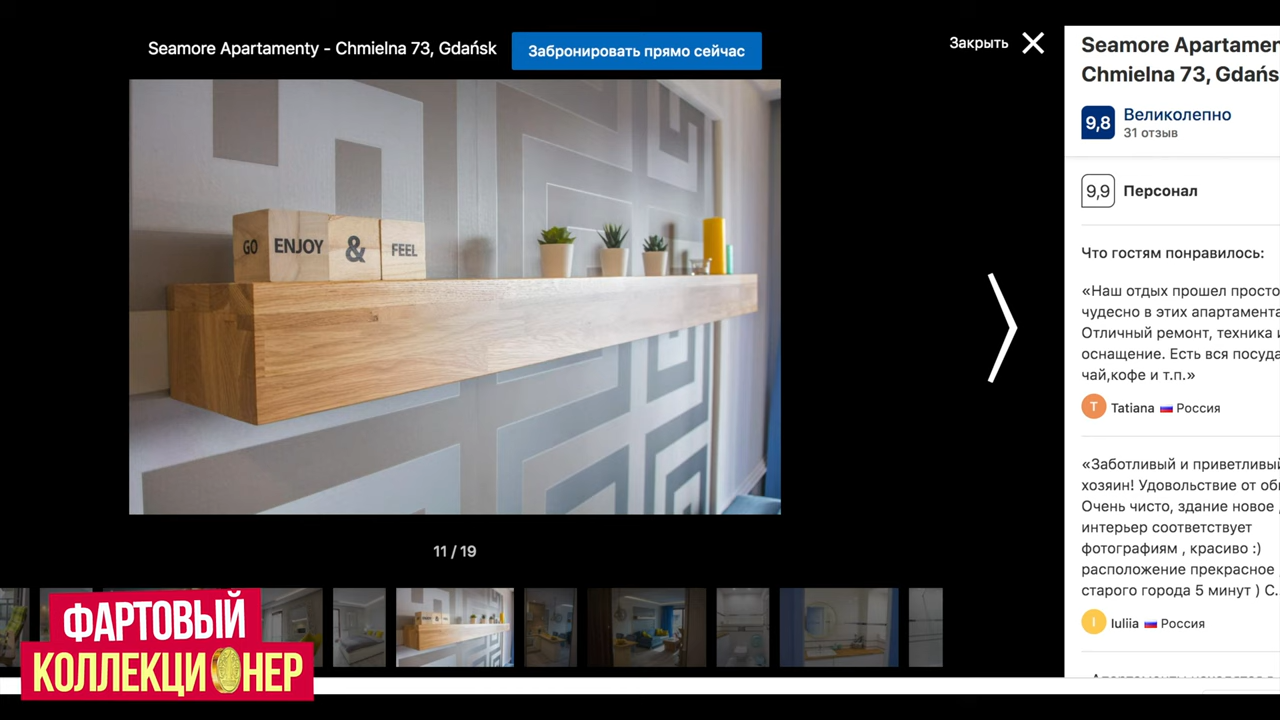 Seamore Apartamenty - Chmielna 73, Gdańsk
Забронировать прямо сейчас
Закрыть
GO ENJOY & FEEL
11 / 19
ФАРТОВЫЙ
КОЛЛЕКЦИОНЕР
Seamore Apartamen
Chmielna 73, Gdańs
9,8 Великолепно
31 отзыв
9,9 Персонал
Что гостям понравилось:
«Наш отдых прошел просто
чудесно в этих апартамента
Отличный ремонт, техника и
оснащение. Есть вся посуда
чай,кофе и т.п.»
T Tatiana Россия
«Заботливый и приветливый
хозяин! Удовольствие от об
Очень чисто, здание новое ,
интерьер соответствует
фотографиям , красиво :)
расположение прекрасное
старого города 5 минут ) С.
I Iuliia Россия